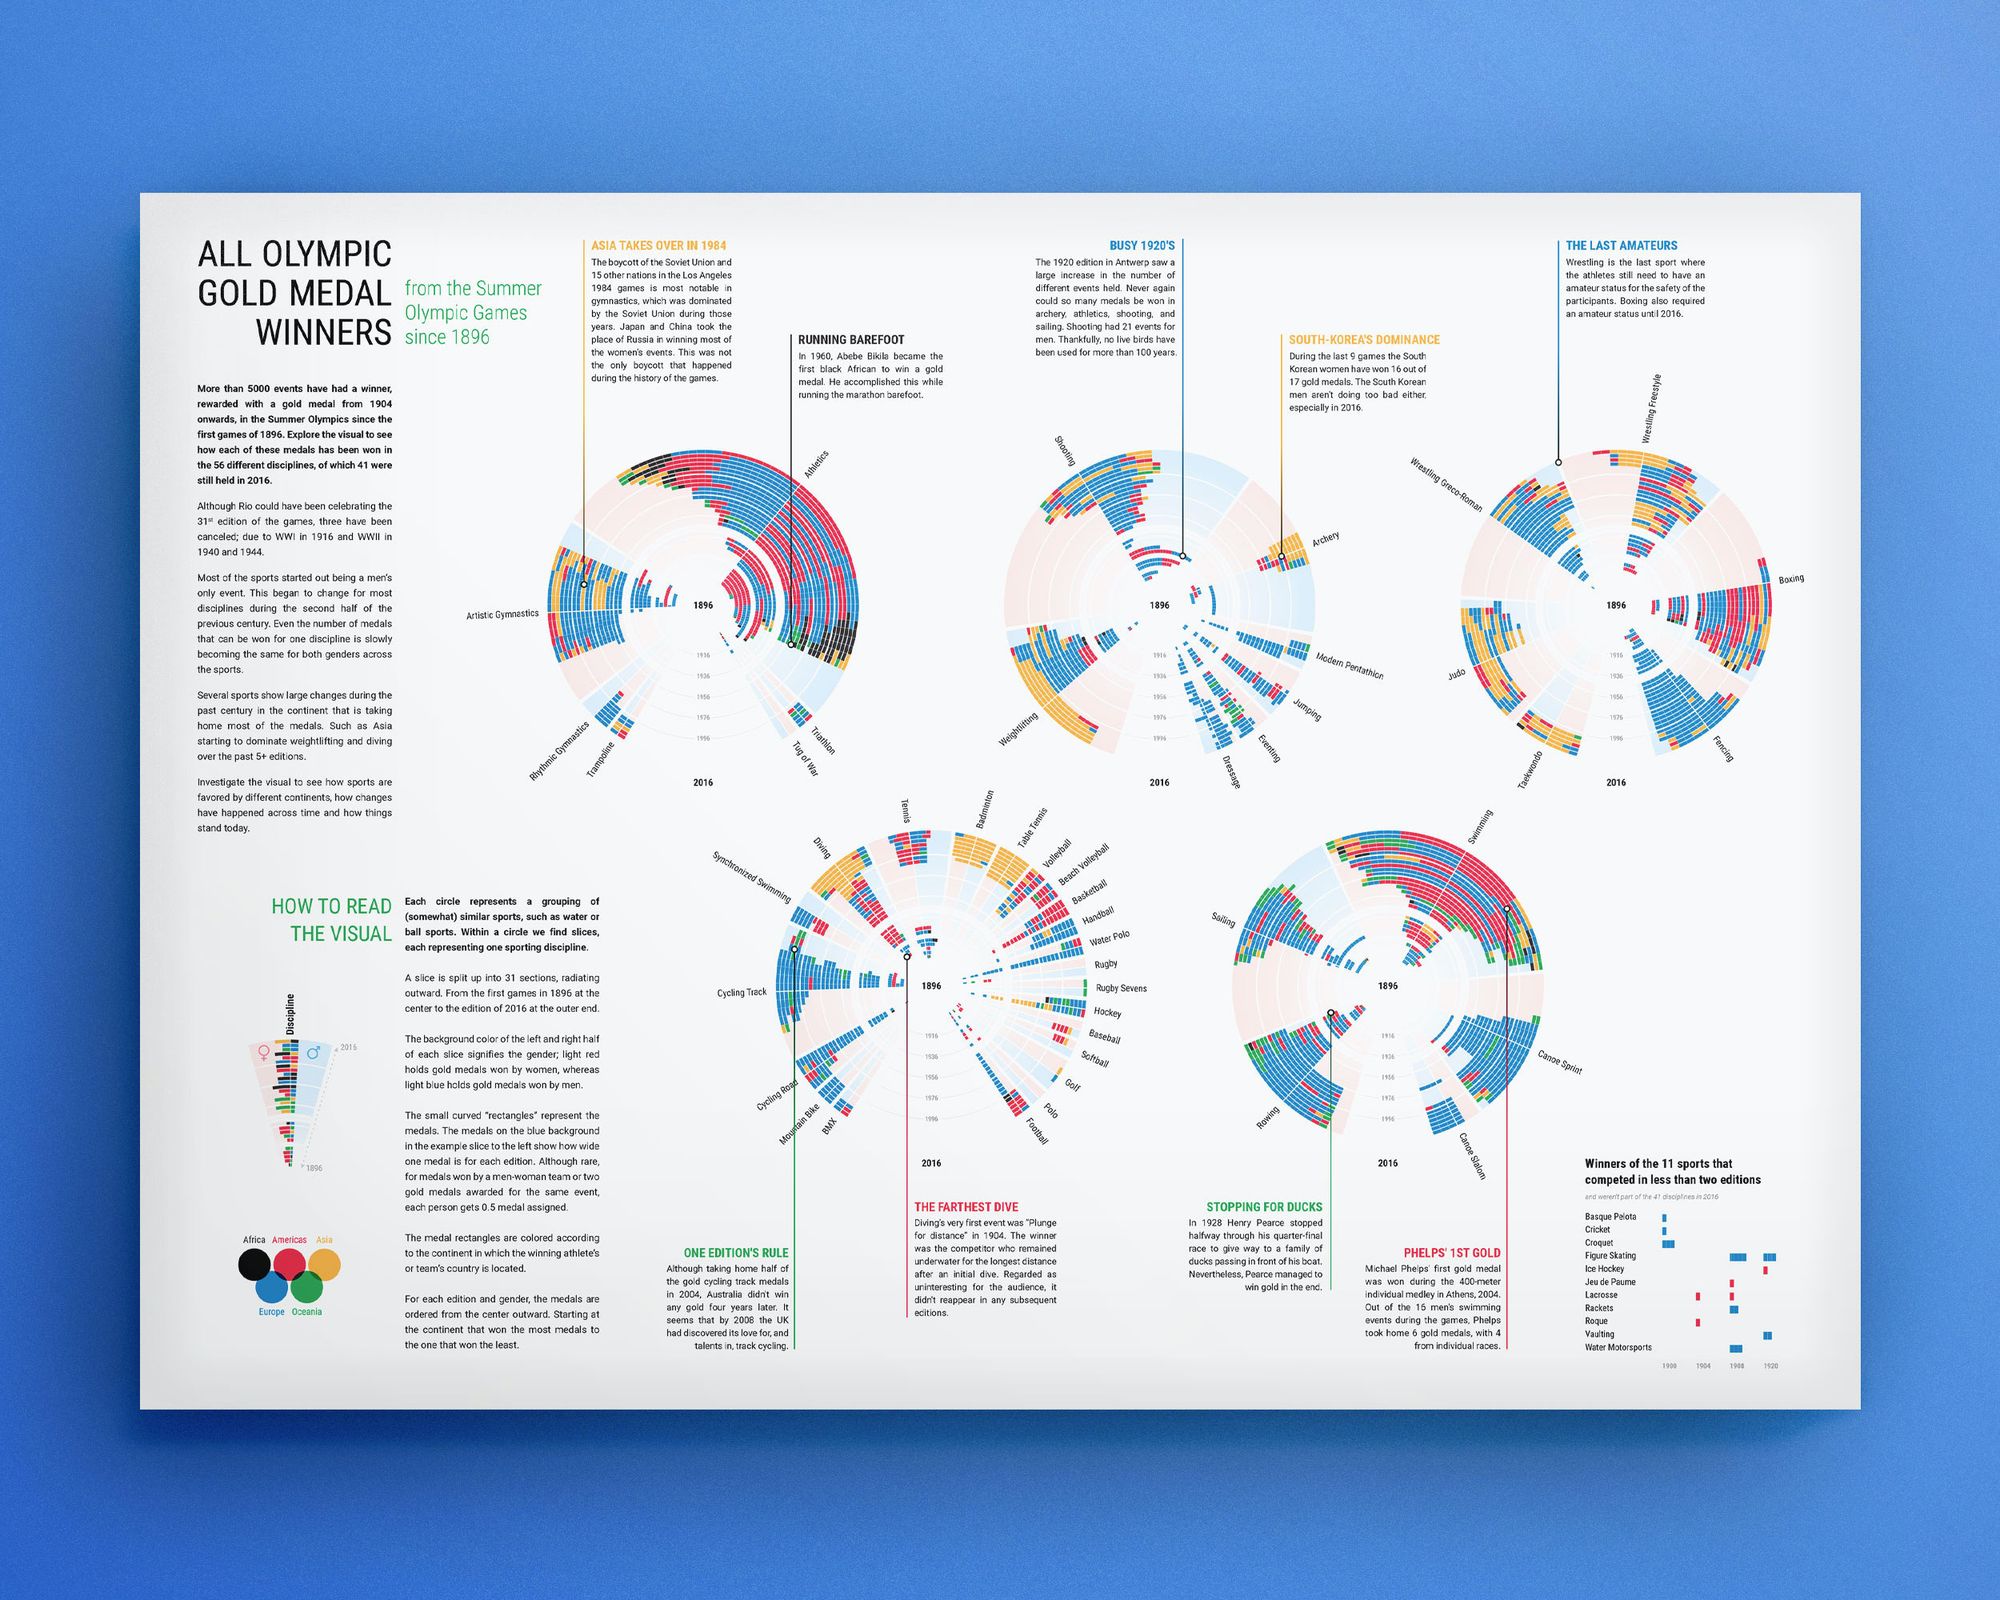 ALL OLYMPIC
GOLD MEDAL
WINNERS
from the Summer
Olympic Games
since 1896
More than 5000 events have had a winner,
rewarded with a gold medal from 1904
onwards, in the Summer Olympics since the
first games of 1896. Explore the visual to see
how each of these medals has been won in
the 56 different disciplines, of which 41 were
still held in 2016.
Although Rio could have been celebrating the
31st edition of the games, three have been
canceled; due to WWI in 1916 and WWII in
1940 and 1944.
Most of the sports started out being a men's
only event. This began to change for most
disciplines during the second half of the
previous century. Even the number of medals
that can be won for one discipline is slowly
becoming the same for both genders across
the sports.
Several sports show large changes during the
past century in the continent that is taking
home most of the medals. Such as Asia
starting to dominate weightlifting and diving
over the past 5+ editions.
Investigate the visual to see how sports are
favored by different continents, how changes
have happened across time and how things
stand today.
HOW TO READ
THE VISUAL
Discipline
♀
♂
2016
1896
Africa
Americas
Asia
Europe
Oceania
Each circle represents a grouping of
(somewhat) similar sports, such as water or
ball sports. Within a circle we find slices,
each representing one sporting discipline.
A slice is split up into 31 sections, radiating
outward. From the first games in 1896 at the
center to the edition of 2016 at the outer end.
The background color of the left and right half
of each slice signifies the gender; light red
holds gold medals won by women, whereas
light blue holds gold medals won by men.
The small curved "rectangles" represent the
medals. The medals on the blue background
in the example slice to the left show how wide
one medal is for each edition. Although rare,
for medals won by a men-woman team or two
gold medals awarded for the same event,
each person gets 0.5 medal assigned.
The medal rectangles are colored according
to the continent in which the winning athlete's
or team's country is located.
For each edition and gender, the medals are
ordered from the center outward. Starting at
the continent that won the most medals to
the one that won the least.
ASIA TAKES OVER IN 1984
The boycott of the Soviet Union and
15 other nations in the Los Angeles
1984 games is most notable in
gymnastics, which was dominated
by the Soviet Union during those
years. Japan and China took the
place of Russia in winning most of
the women's events. This was not
the only boycott that happened
during the history of the games.
RUNNING BAREFOOT
In 1960, Abebe Bikila became the
first black African to win a gold
medal. He accomplished this while
running the marathon barefoot.
Athletics
Artistic Gymnastics
Rhythmic Gymnastics
Trampoline
Tug of War
Triathlon
1896
1916
1936
1956
1976
1996
2016
BUSY 1920'S
The 1920 edition in Antwerp saw a
large increase in the number of
different events held. Never again
could so many medals be won in
archery, athletics, shooting, and
sailing. Shooting had 21 events for
men. Thankfully, no live birds have
been used for more than 100 years.
SOUTH-KOREA'S DOMINANCE
During the last 9 games the South
Korean women have won 16 out of
17 gold medals. The South Korean
men aren't doing too bad either,
especially in 2016.
Shooting
Archery
Modern Pentathlon
Jumping
Eventing
Dressage
Weightlifting
1896
1916
1936
1956
1976
1996
2016
THE LAST AMATEURS
Wrestling is the last sport where
the athletes still need to have an
amateur status for the safety of the
participants. Boxing also required
an amateur status until 2016.
Wrestling Greco-Roman
Wrestling Freestyle
Boxing
Fencing
Taekwondo
Judo
1896
1916
1936
1956
1976
1996
2016
Tennis
Badminton
Table Tennis
Volleyball
Beach Volleyball
Basketball
Handball
Water Polo
Rugby
Rugby Sevens
Hockey
Baseball
Softball
Golf
Polo
Football
BMX
Mountain Bike
Cycling Road
Cycling Track
Synchronized Swimming
Diving
1896
1916
1936
1956
1976
1996
2016
ONE EDITION'S RULE
Although taking home half of
the gold cycling track medals
in 2004, Australia didn't win
any gold four years later. It
seems that by 2008 the UK
had discovered its love for, and
talents in, track cycling.
THE FARTHEST DIVE
Diving's very first event was "Plunge
for distance" in 1904. The winner
was the competitor who remained
underwater for the longest distance
after an initial dive. Regarded as
uninteresting for the audience, it
didn't reappear in any subsequent
editions.
Swimming
Sailing
Canoe Sprint
Canoe Slalom
Rowing
1896
1916
1936
1956
1976
1996
2016
STOPPING FOR DUCKS
In 1928 Henry Pearce stopped
halfway through his quarter-final
race to give way to a family of
ducks passing in front of his boat.
Nevertheless, Pearce managed to
win gold in the end.
PHELPS' 1ST GOLD
Michael Phelps' first gold medal
was won during the 400-meter
individual medley in Athens, 2004.
Out of the 16 men's swimming
events during the games, Phelps
took home 6 gold medals, with 4
from individual races.
Winners of the 11 sports that
competed in less than two editions
and weren't part of the 41 disciplines in 2016
Basque Pelota
Cricket
Croquet
Figure Skating
Ice Hockey
Jeu de Paume
Lacrosse
Rackets
Roque
Vaulting
Water Motorsports
1900
1904
1908
1920